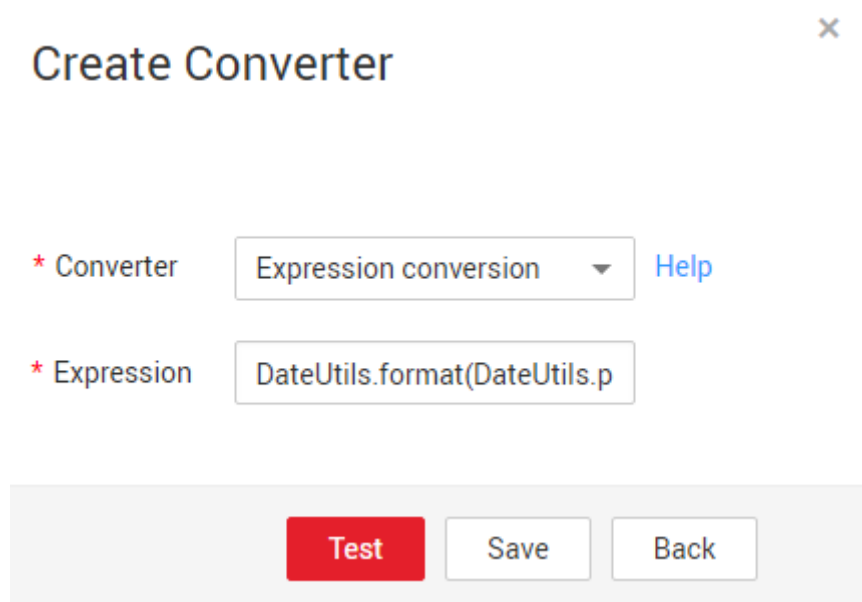 Create Converter
* Converter Expression conversion Help
* Expression DateUtils.format(DateUtils.p
Test Save Back